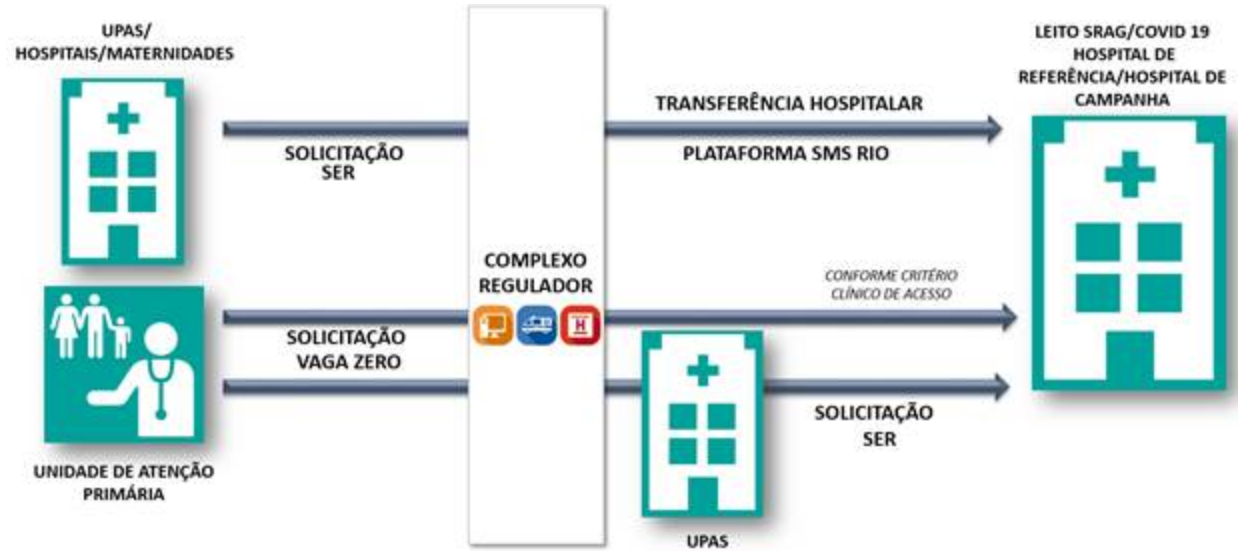 UPAS/
HOSPITAIS/MATERNIDADES
SOLICITAÇÃO
SER
TRANSFERÊNCIA HOSPITALAR
PLATAFORMA SMS RIO
LEITO SRAG/COVID 19
HOSPITAL DE
REFERÊNCIA/HOSPITAL DE
CAMPANHA
COMPLEXO
REGULADOR
H
CONFORME CRITÉRIO
CLÍNICO DE ACESSO
SOLICITAÇÃO
VAGA ZERO
SOLICITAÇÃO
SER
UNIDADE DE ATENÇÃO
PRIMÁRIA
UPAS